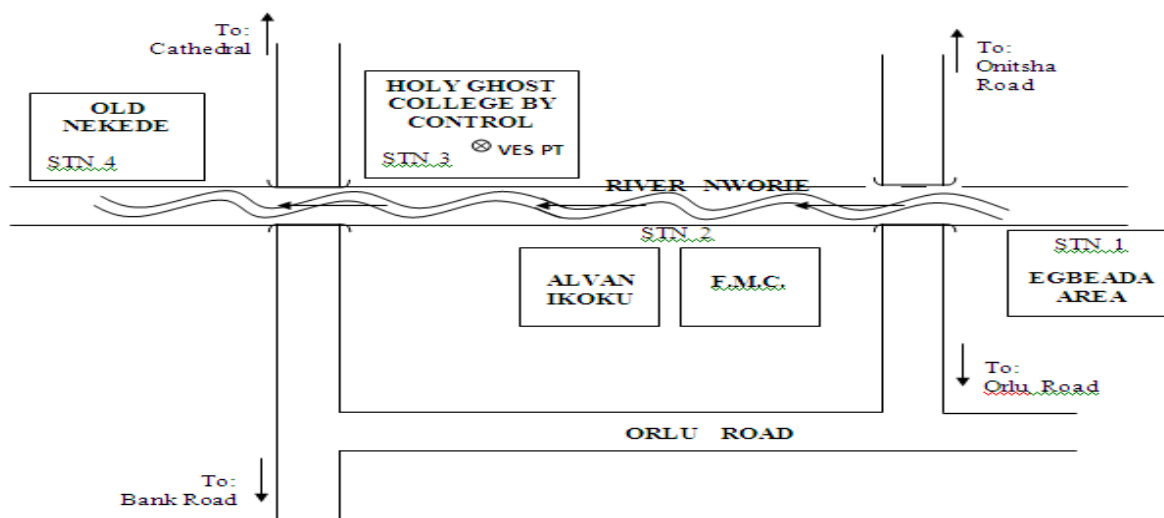 To:
Cathedral
To:
Onitsha
Road
OLD
NEKEDE
STN 4
HOLY GHOST
COLLEGE BY
CONTROL
VES PT
STN 3
RIVER NWORIE
STN 2
STN 1
EGBEADA
AREA
ALVAN
IKOKU
F.M.C.
To:
Orlu Road
ORLU ROAD
To:
Bank Road